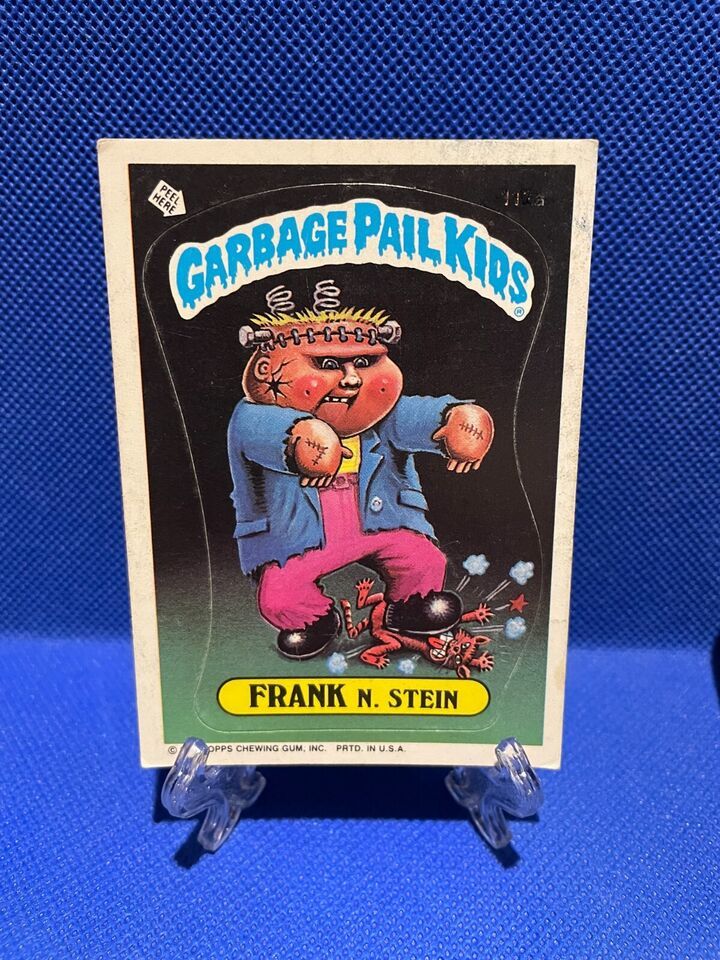 PEEL
HERE
GARBAGE PAIL KIDS
®
FRANK N. STEIN
© OPPS CHEWING GUM, INC. PRTD. IN U.S.A.